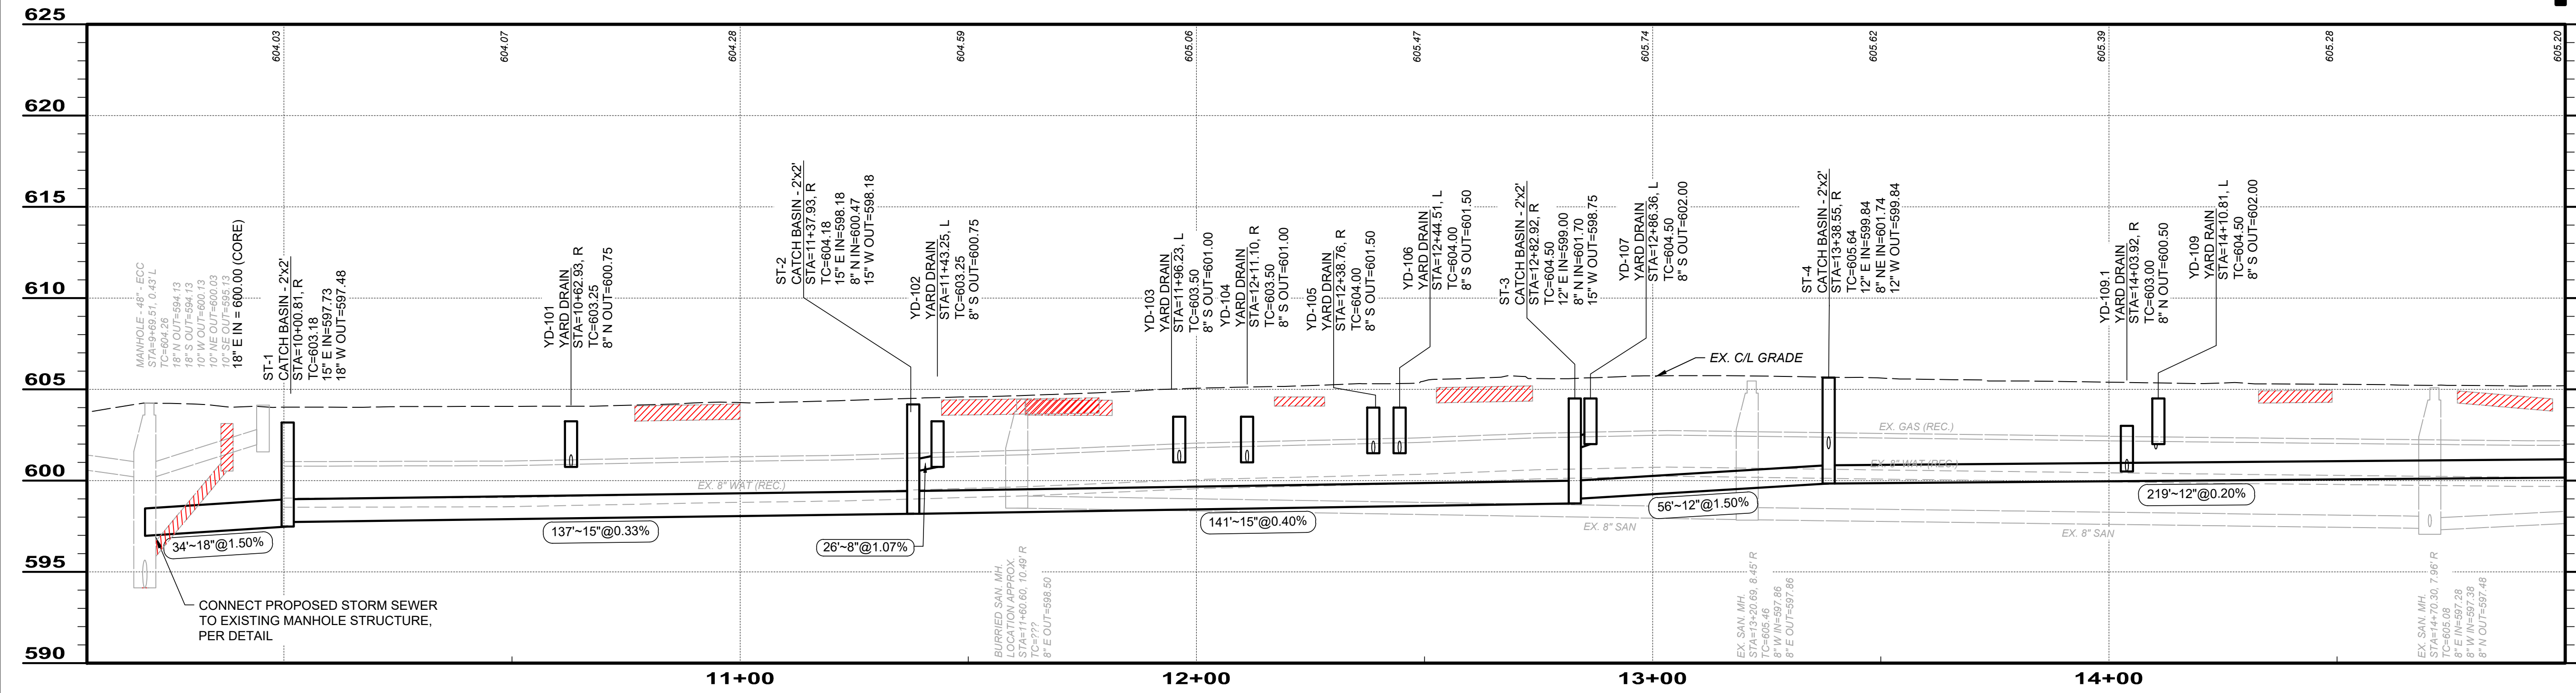 625
620
615
610
605
600
595
590
604.03
604.07
604.28
604.59
605.06
605.47
605.74
605.62
605.39
605.28
605.20
MANHOLE - 48" - ECC
STA=9+69.51, 0.43' L
TC=604.26
18" N OUT=594.13
18" S OUT=594.13
10" W OUT=600.13
10" NE OUT=600.03
10" SE OUT=595.13
18" E IN = 600.00 (CORE)
ST-1
CATCH BASIN - 2'x2'
STA=10+00.81, R
TC=603.18
15" E IN=597.73
18" W OUT=597.48
YD-101
YARD DRAIN
STA=10+62.93, R
TC=603.25
8" N OUT=600.75
ST-2
CATCH BASIN - 2'x2'
STA=11+37.93, R
TC=604.18
15" E IN=598.18
8" N IN=600.47
15" W OUT=598.18
YD-102
YARD DRAIN
STA=11+43.25, L
TC=603.25
8" S OUT=600.75
YD-103
YARD DRAIN
STA=11+96.23, L
TC=603.50
8" S OUT=601.00
YD-104
YARD DRAIN
STA=12+11.10, R
TC=603.50
8" S OUT=601.00
YD-105
YARD DRAIN
STA=12+38.76, R
TC=604.00
8" S OUT=601.50
YD-106
YARD DRAIN
STA=12+44.51, L
TC=604.00
8" S OUT=601.50
ST-3
CATCH BASIN - 2'x2'
STA=12+82.92, R
TC=604.50
12" E IN=599.00
8" N IN=601.70
15" W OUT=598.75
YD-107
YARD DRAIN
STA=12+86.36, L
TC=604.50
8" S OUT=602.00
EX. C/L GRADE
ST-4
CATCH BASIN - 2'x2'
STA=13+38.55, R
TC=605.64
12" E IN=599.84
8" NE IN=601.74
12" W OUT=599.84
YD-109.1
YARD DRAIN
STA=14+03.92, R
TC=603.00
8" N OUT=600.50
YD-109
YARD RAIN
STA=14+10.81, L
TC=604.50
8" S OUT=602.00
EX. GAS (REC.)
EX. 8" WAT (REC.)
EX. 8" WAT (REC.)
34'~18"@1.50%
137'~15"@0.33%
26'~8"@1.07%
141'~15"@0.40%
56'~12"@1.50%
219'~12"@0.20%
EX. 8" SAN
EX. 8" SAN
CONNECT PROPOSED STORM SEWER
TO EXISTING MANHOLE STRUCTURE,
PER DETAIL
BURRIED SAN. MH.
LOCATION APPROX.
STA=11+60.60, 10.49' R
TC=???
8" E OUT=598.50
EX. SAN. MH.
STA=13+20.69, 8.45' R
TC=605.46
8" W IN=597.86
8" E OUT=597.86
EX. SAN. MH.
STA=14+70.30, 7.96' R
TC=605.08
8" E IN=597.28
8" W IN=597.38
8" N OUT=597.48
11+00
12+00
13+00
14+00